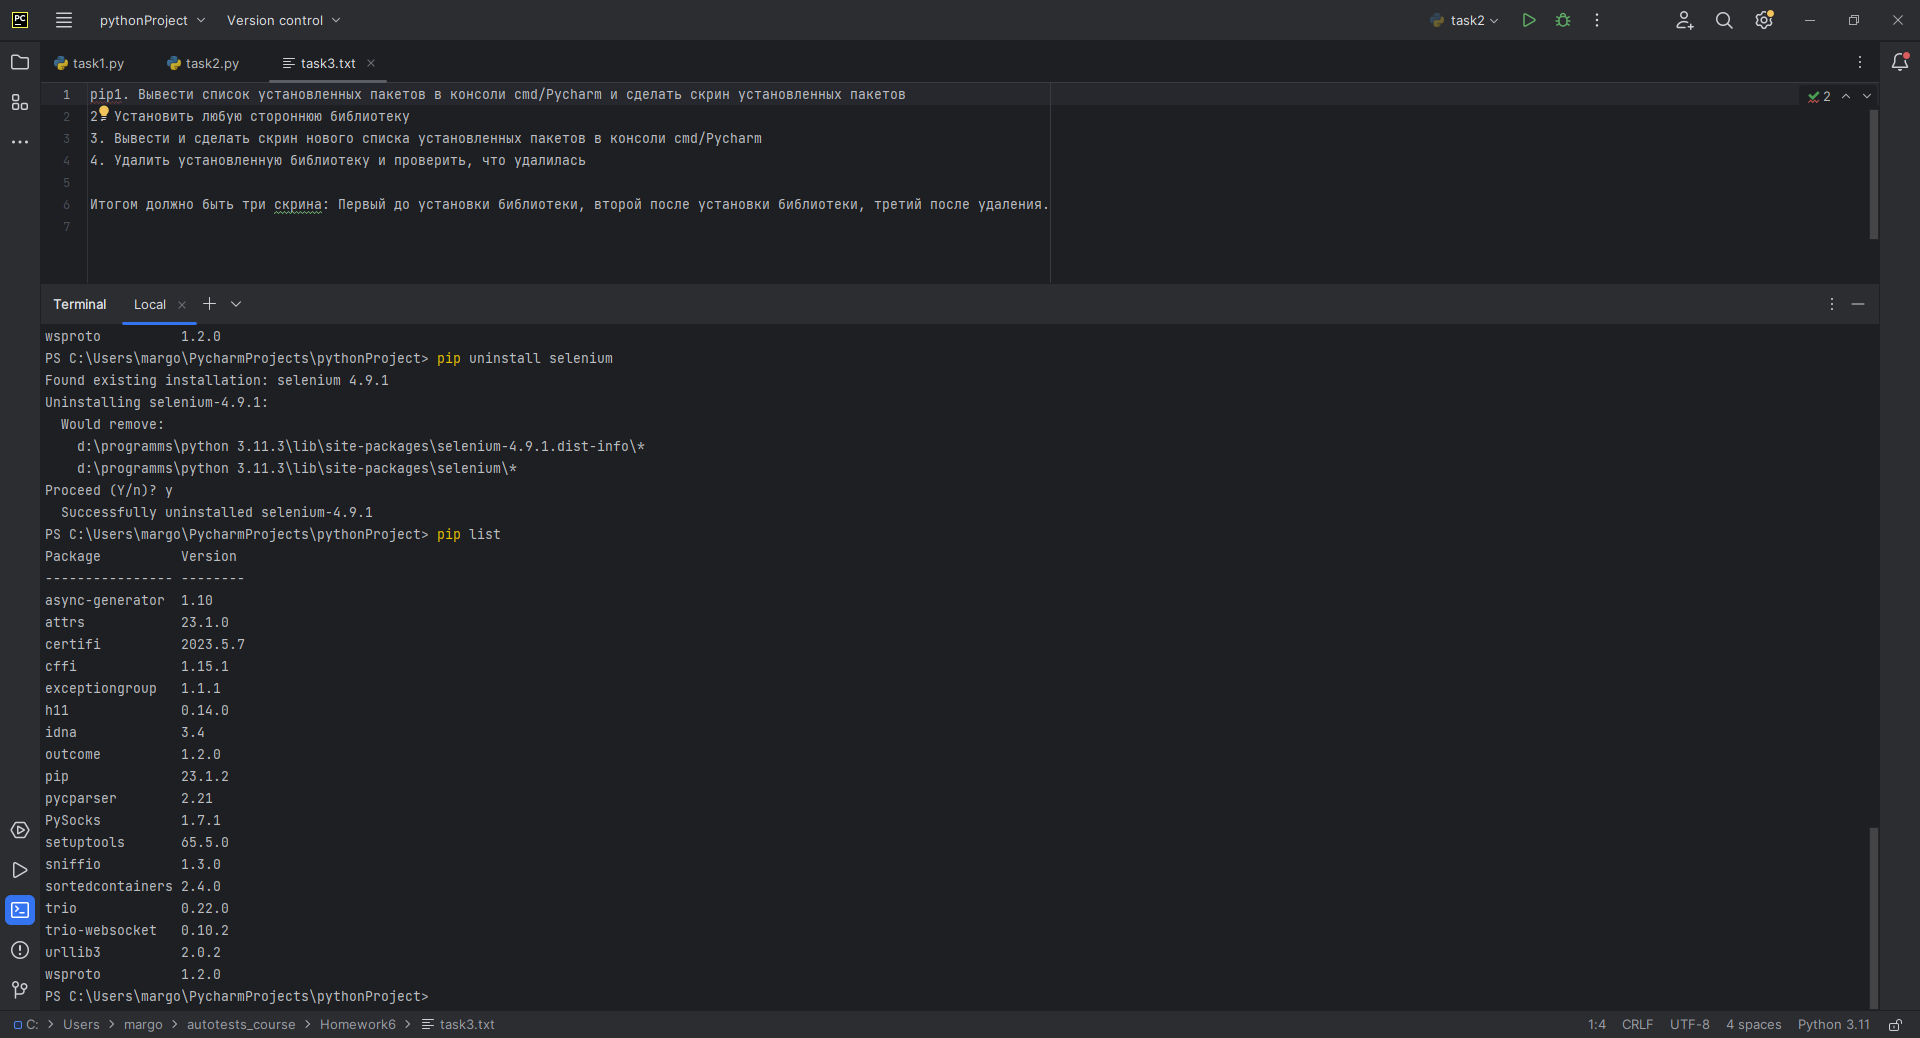 PC pythonProject Version control task2
task1.py task2.py task3.txt
1 pip1. Вывести список установленных пакетов в консоли cmd/Pycharm и сделать скрин установленных пакетов 2
2 2. Установить любую стороннюю библиотеку
3 3. Вывести и сделать скрин нового списка установленных пакетов в консоли cmd/Pycharm
4 4. Удалить установленную библиотеку и проверить, что удалилась
5
6 Итогом должно быть три скрина: Первый до установки библиотеки, второй после установки библиотеки, третий после удаления.
7
Terminal Local
wsproto 1.2.0
PS C:\Users\margo\PycharmProjects\pythonProject> pip uninstall selenium
Found existing installation: selenium 4.9.1
Uninstalling selenium-4.9.1:
Would remove:
d:\programms\python 3.11.3\lib\site-packages\selenium-4.9.1.dist-info\*
d:\programms\python 3.11.3\lib\site-packages\selenium\*
Proceed (Y/n)? y
Successfully uninstalled selenium-4.9.1
PS C:\Users\margo\PycharmProjects\pythonProject> pip list
Package Version
---------------- --------
async-generator 1.10
attrs 23.1.0
certifi 2023.5.7
cffi 1.15.1
exceptiongroup 1.1.1
h11 0.14.0
idna 3.4
outcome 1.2.0
pip 23.1.2
pycparser 2.21
PySocks 1.7.1
setuptools 65.5.0
sniffio 1.3.0
sortedcontainers 2.4.0
trio 0.22.0
trio-websocket 0.10.2
urllib3 2.0.2
wsproto 1.2.0
PS C:\Users\margo\PycharmProjects\pythonProject>
C: > Users > margo > autotests_course > Homework6 > task3.txt 1:4 CRLF UTF-8 4 spaces Python 3.11